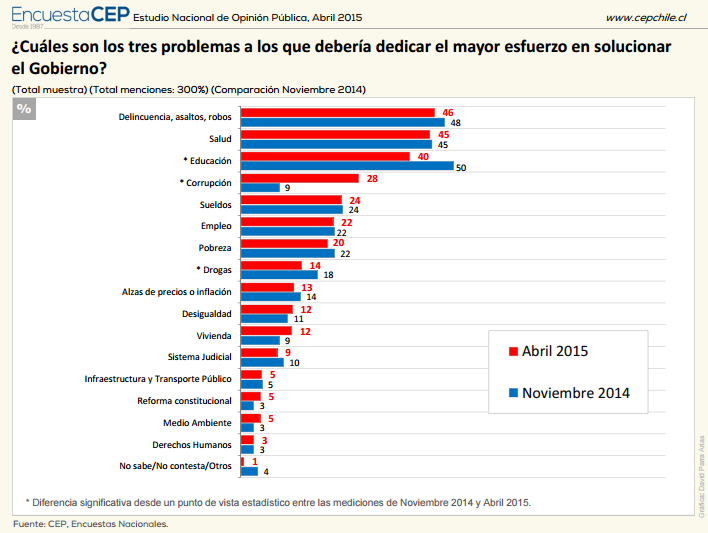 EncuestaCEP
Desde 1987
Estudio Nacional de Opinión Pública, Abril 2015
www.cepchile.cl
¿Cuáles son los tres problemas a los que debería dedicar el mayor esfuerzo en solucionar
el Gobierno?
(Total muestra) (Total menciones: 300%) (Comparación Noviembre 2014)
%
Delincuencia, asaltos, robos 46
48
Salud 45
45
* Educación 40
50
* Corrupción 28
9
Sueldos 24
24
Empleo 22
22
Pobreza 20
22
* Drogas 14
18
Alzas de precios o inflación 13
14
Desigualdad 12
11
Vivienda 12
9
Sistema Judicial 9
10
Infraestructura y Transporte Público 5
5
Reforma constitucional 5
3
Medio Ambiente 5
3
Derechos Humanos 3
3
No sabe/No contesta/Otros 1
4
Abril 2015
Noviembre 2014
* Diferencia significativa desde un punto de vista estadístico entre las mediciones de Noviembre 2014 y Abril 2015.
Fuente: CEP, Encuestas Nacionales.
Gráficas: David Parra Arias